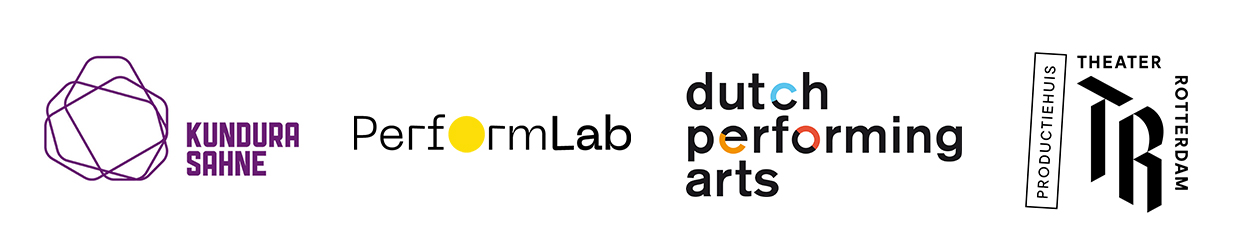 KUNDURA
SAHNE
PerformLab
dutch
performing
arts
PRODUCTIEHUIS
THEATER
TR
ROTTERDAM